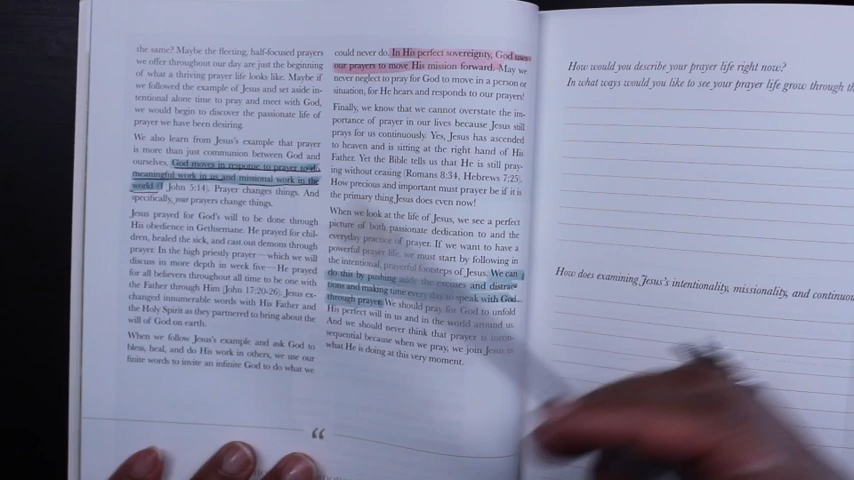 the same? Maybe the fleeting, half-focused prayers
we offer throughout our day are just the beginning
of what a thriving prayer life looks like. Maybe if
we followed the example of Jesus and set aside in-
tentional alone time to pray and meet with God,
we would begin to discover the passionate life of
prayer we have been desiring.
We also learn from Jesus's example that prayer
is more than just communion between God and
ourselves. God moves in response to prayer to do
meaningful work in us and missional work in the
world (1 John 5:14). Prayer changes things. And
specifically, your prayers change things.
Jesus prayed for God's will to be done through
His obedience in Gethsemane. He prayed for chil-
dren, healed the sick, and cast out demons through
prayer. In the high priestly prayer—which we will
discuss in more depth in week five—He prayed
for all believers throughout all time to be one with
the Father through Him (John 17:20-26). Jesus ex-
changed innumerable words with His Father and
the Holy Spirit as they partnered to bring about the
will of God on earth.
When we follow Jesus's example and ask God to
bless, heal, and do His work in others, we use our
finite words to invite an infinite God to do what we
could never do. In His perfect sovereignty, God uses
our prayers to move His mission forward. May we
never neglect to pray for God to move in a person or
situation, for He hears and responds to our prayers!
Finally, we know that we cannot overstate the im-
portance of prayer in our lives because Jesus still
prays for us continuously. Yes, Jesus has ascended
to heaven and is sitting at the right hand of His
Father. Yet the Bible tells us that He is still pray-
ing without ceasing (Romans 8:34, Hebrews 7:25).
How precious and important must prayer be if it is
the primary thing Jesus does even now!
When we look at the life of Jesus, we see a perfect
picture of both passionate dedication to and the
everyday practice of prayer. If we want to have a
powerful prayer life, we must start by following in
the intentional, prayerful footsteps of Jesus. We can
do this by pushing aside the excuses and distrac-
tions and making time every day to speak with God
through prayer. We should pray for God to unfold
His perfect will in us and in the world around us.
And we should never think that prayer is incon-
sequential because when we pray, we join Jesus in
what He is doing at this very moment.
“
How would you describe your prayer life right now?
In what ways would you like to see your prayer life grow through th
How does examining Jesus's intentionality, missionality, and continuou